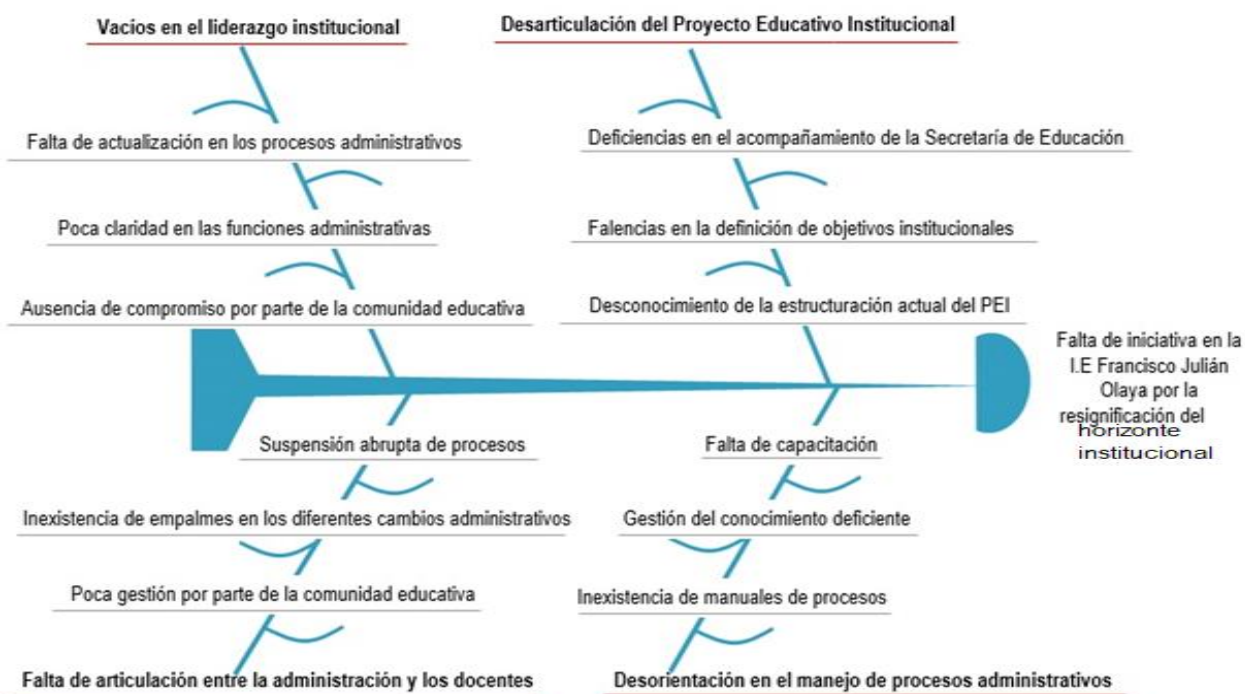 Vacios en el liderazgo institucional
Desarticulación del Proyecto Educativo Institucional
Falta de actualización en los procesos administrativos
Deficiencias en el acompañamiento de la Secretaría de Educación
Poca claridad en las funciones administrativas
Falencias en la definición de objetivos institucionales
Ausencia de compromiso por parte de la comunidad educativa
Desconocimiento de la estructuración actual del PEI
Falta de iniciativa en la
I.E Francisco Julián
Olaya por la
resignificación del
horizonte
institucional
Suspensión abrupta de procesos
Falta de capacitación
Inexistencia de empalmes en los diferentes cambios administrativos
Gestión del conocimiento deficiente
Poca gestión por parte de la comunidad educativa
Inexistencia de manuales de procesos
Falta de articulación entre la administración y los docentes
Desorientación en el manejo de procesos administrativos